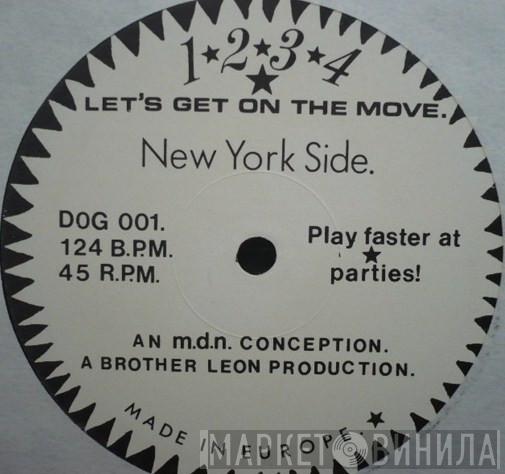 1★2★3★4
★
LET'S GET ON THE MOVE.
New York Side.
DOG 001.
124 B.P.M.
45 R.P.M.
Play faster at
★
parties!
AN m.d.n. CONCEPTION.
A BROTHER LEON PRODUCTION.
MADE IN EUROPE.★
МАРКЕТ ВИНИЛА